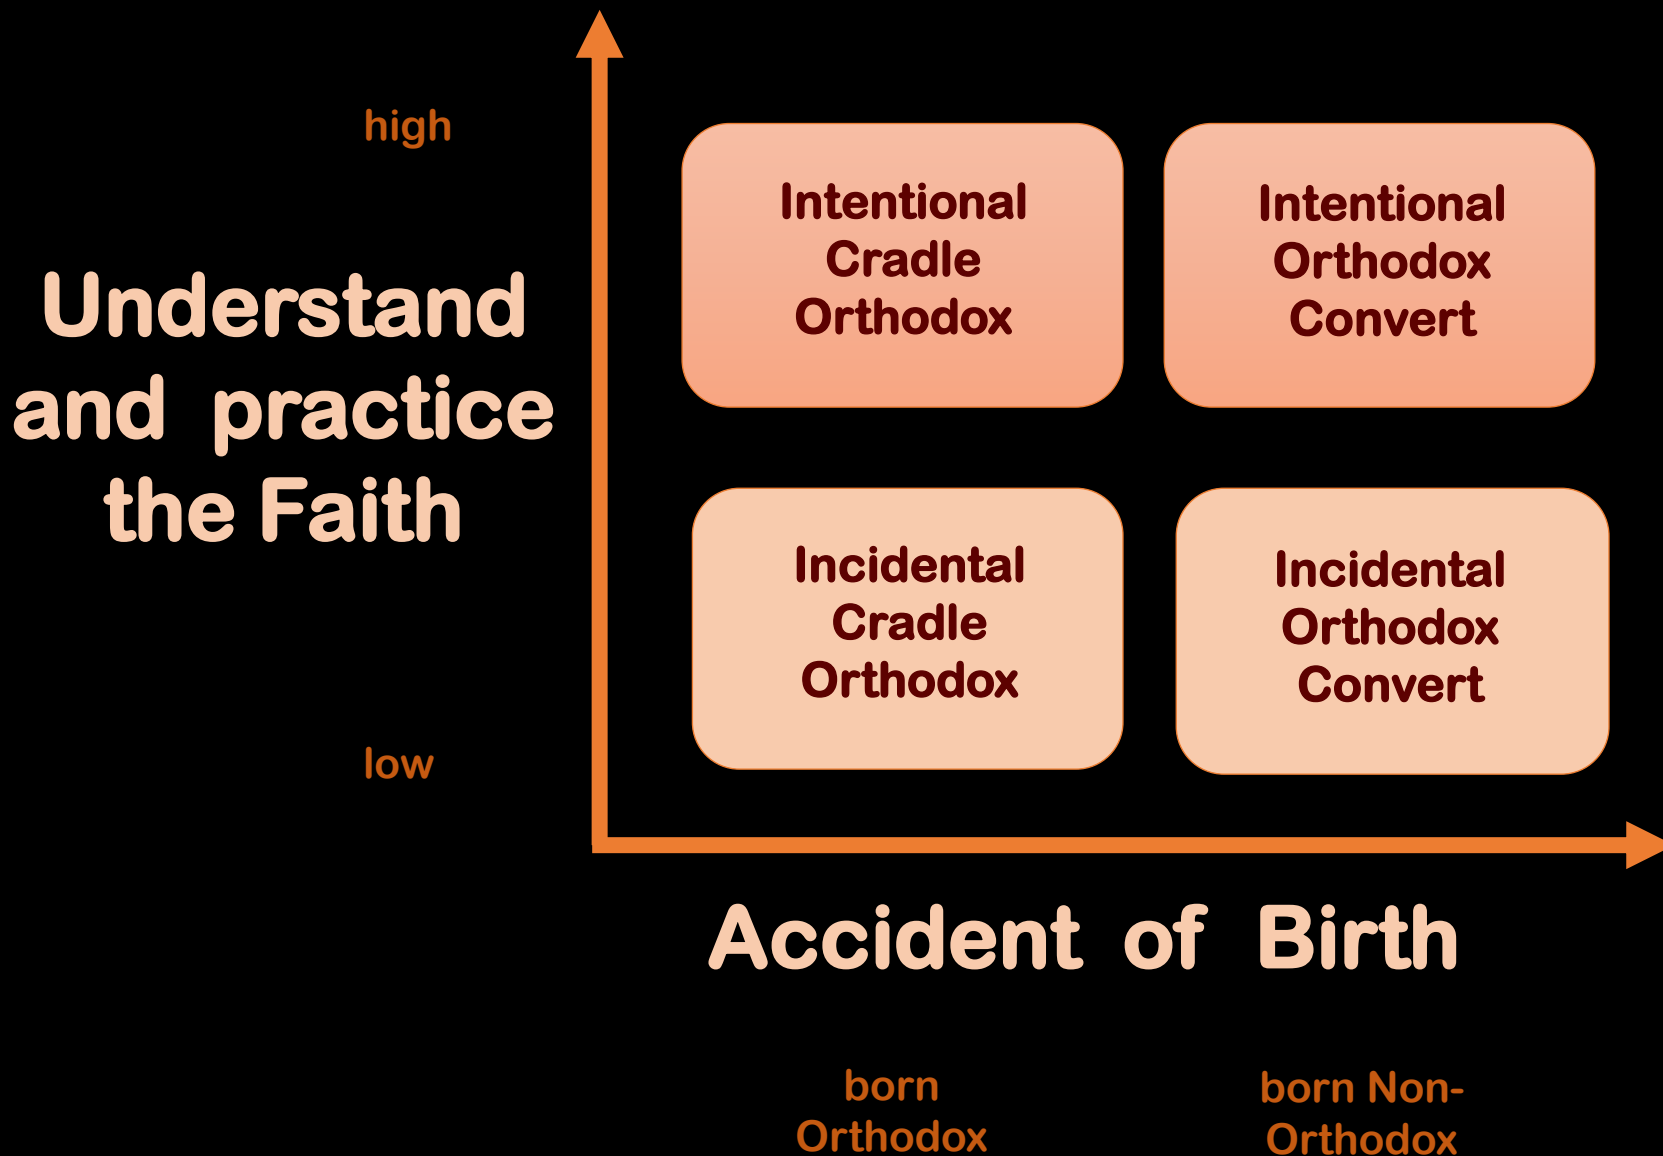 high
Understand
and practice
the Faith
low
Intentional
Cradle
Orthodox
Intentional
Orthodox
Convert
Incidental
Cradle
Orthodox
Incidental
Orthodox
Convert
Accident of Birth
born
Orthodox
born Non-
Orthodox